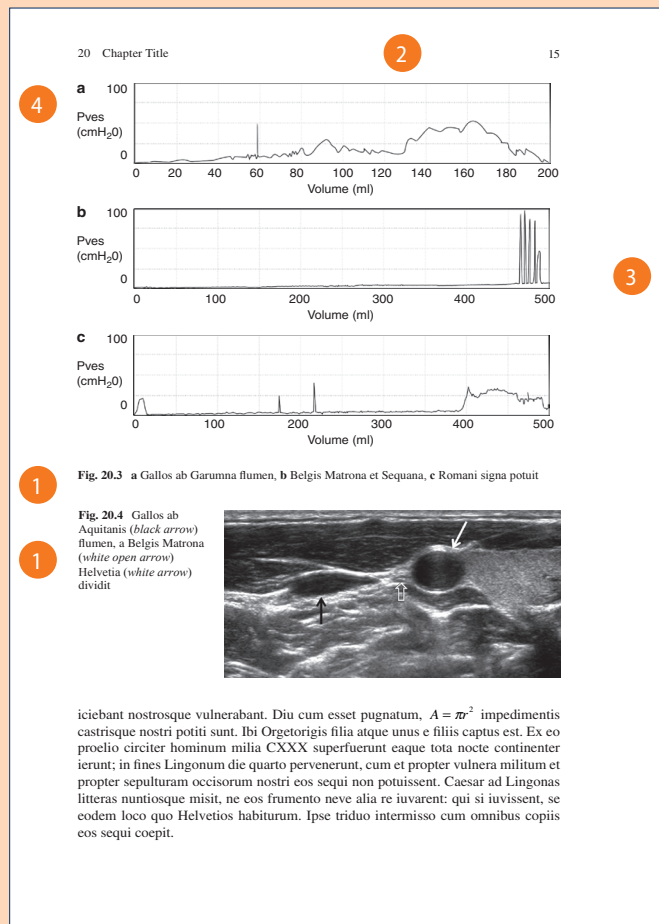 20 Chapter Title 15
2
4
a
100
Pves
(cmH20)
0
0 20 40 60 80 100 120 140 160 180 200
Volume (ml)
b
100
Pves
(cmH20)
0
0 100 200 300 400 500
Volume (ml)
3
c
100
Pves
(cmH20)
0
0 100 200 300 400 500
Volume (ml)
1
Fig. 20.3 a Gallos ab Garumna flumen, b Belgis Matrona et Sequana, c Romani signa potuit
1
Fig. 20.4 Gallos ab
Aquitanis (black arrow)
flumen, a Belgis Matrona
(white open arrow)
Helvetia (white arrow)
dividit
iciebant nostrosque vulnerabant. Diu cum esset pugnatum, A = πr² impedimentis
castrisque nostri potiti sunt. Ibi Orgetorigis filia atque unus e filiis captus est. Ex eo
proelio circiter hominum milia CXXX superfuerunt eaque tota nocte continenter
ierunt; in fines Lingonum die quarto pervenerunt, cum et propter vulnera militum et
propter sepulturam occisorum nostri eos sequi non potuissent. Caesar ad Lingonas
litteras nuntiosque misit, ne eos frumento neve alia re iuvarent: qui si iuvissent, se
eodem loco quo Helvetios habiturum. Ipse triduo intermisso cum omnibus copiis
eos sequi coepit.